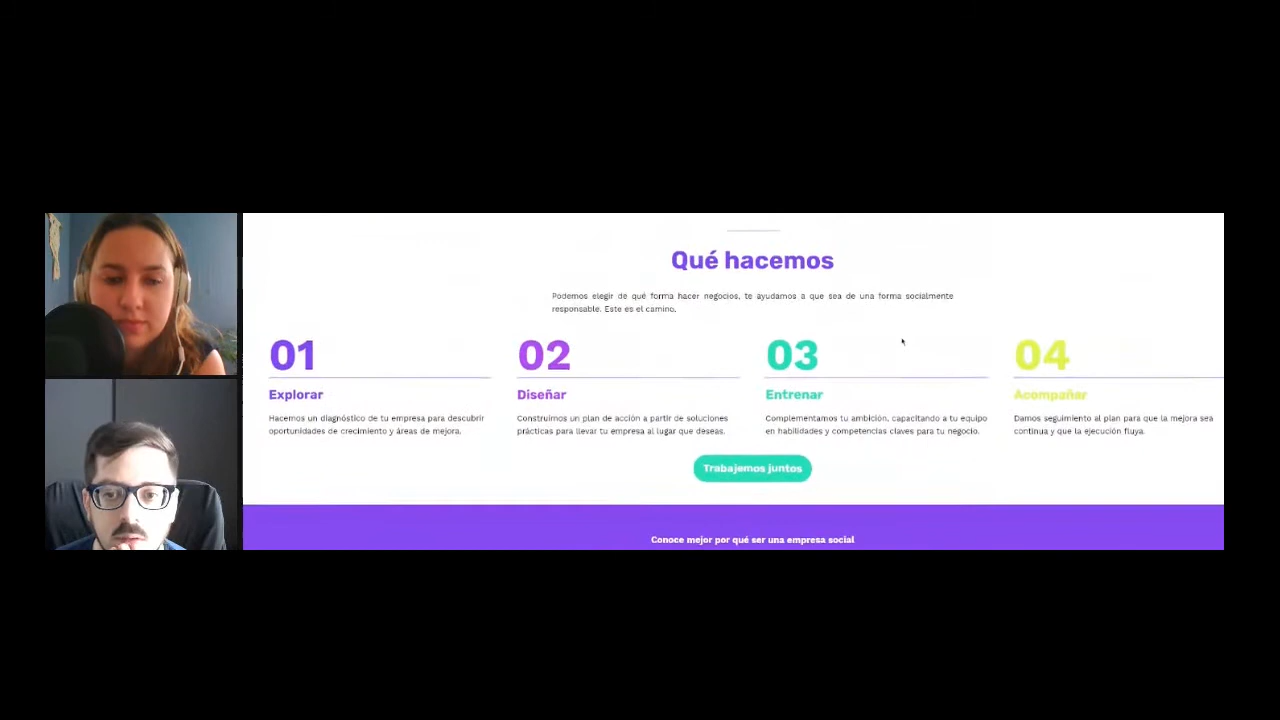 Qué hacemos
Podemos elegir de qué forma hacer negocios, te ayudamos a que sea de una forma socialmente
responsable. Este es el camino.
01
Explorar
Hacemos un diagnóstico de tu empresa para descubrir
oportunidades de crecimiento y áreas de mejora.
02
Diseñar
Construimos un plan de acción a partir de soluciones
prácticas para llevar tu empresa al lugar que deseas.
03
Entrenar
Complementamos tu ambición, capacitando a tu equipo
en habilidades y competencias claves para tu negocio.
04
Acompañar
Damos seguimiento al plan para que la mejora sea
continua y que la ejecución fluya.
Trabajemos juntos
Conoce mejor por qué ser una empresa social